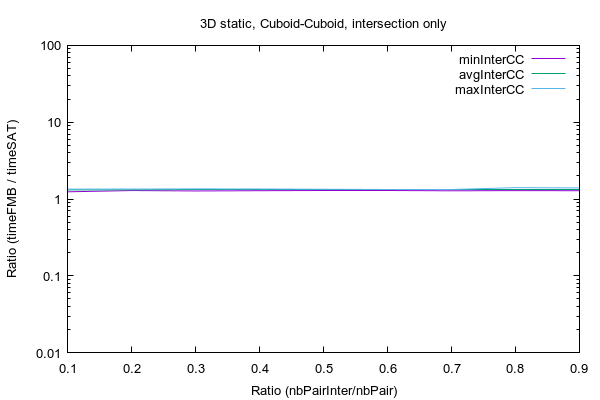 3D static, Cuboid-Cuboid, intersection only
minInterCC
avgInterCC
maxInterCC
100
10
1
0.1
0.01
Ratio (timeFMB / timeSAT)
0.1 0.2 0.3 0.4 0.5 0.6 0.7 0.8 0.9
Ratio (nbPairInter/nbPair)